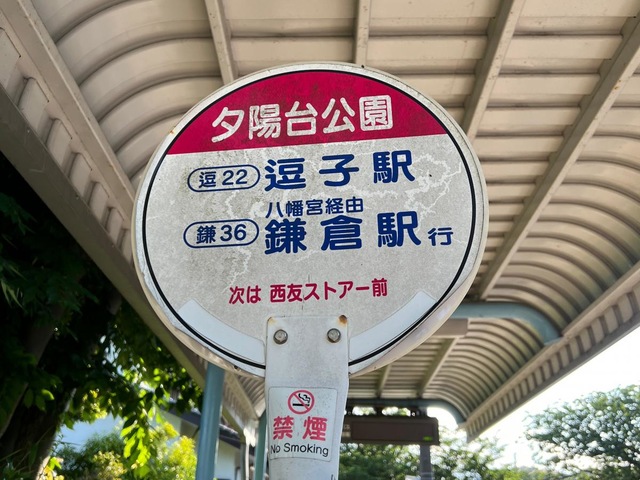 夕陽台公園
逗22 逗子駅
八幡宮経由
鎌36 鎌倉駅行
次は 西友ストアー前
禁煙
No Smoking